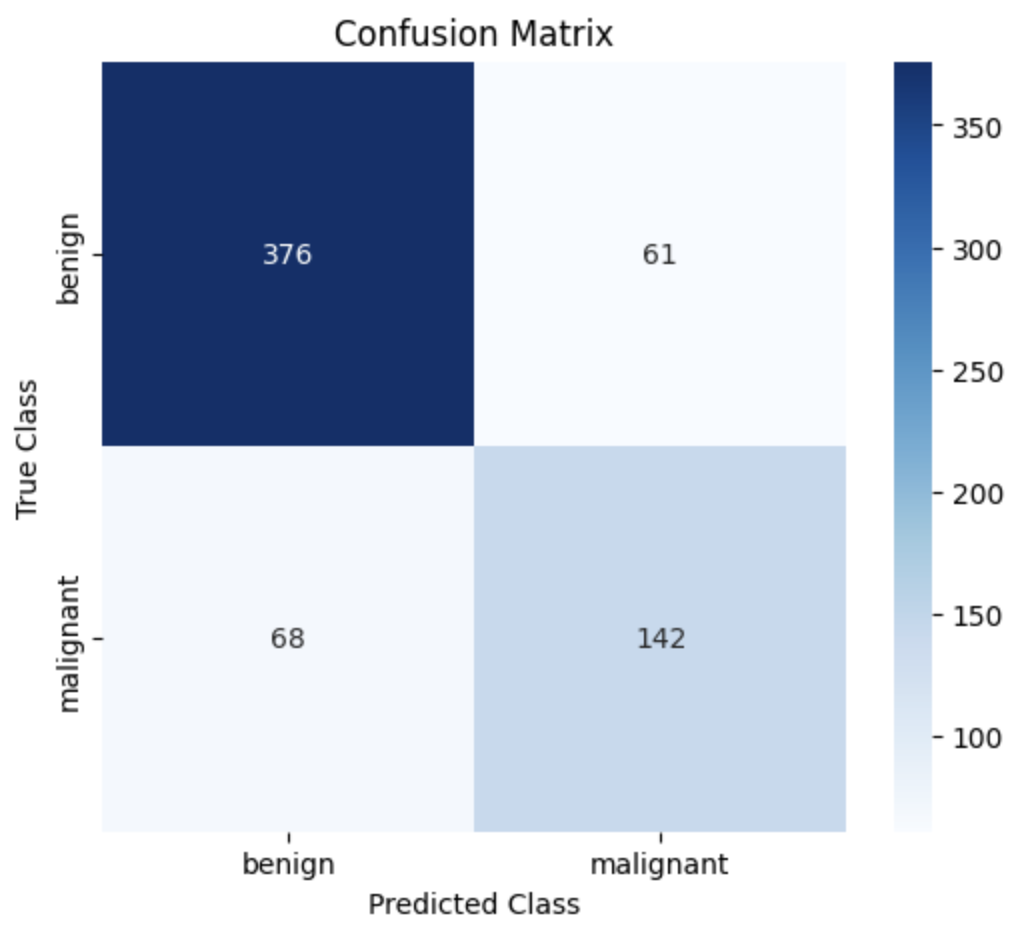 Confusion Matrix
True Class
benign
malignant
376
61
68
142
benign
malignant
Predicted Class
350
300
250
200
150
100